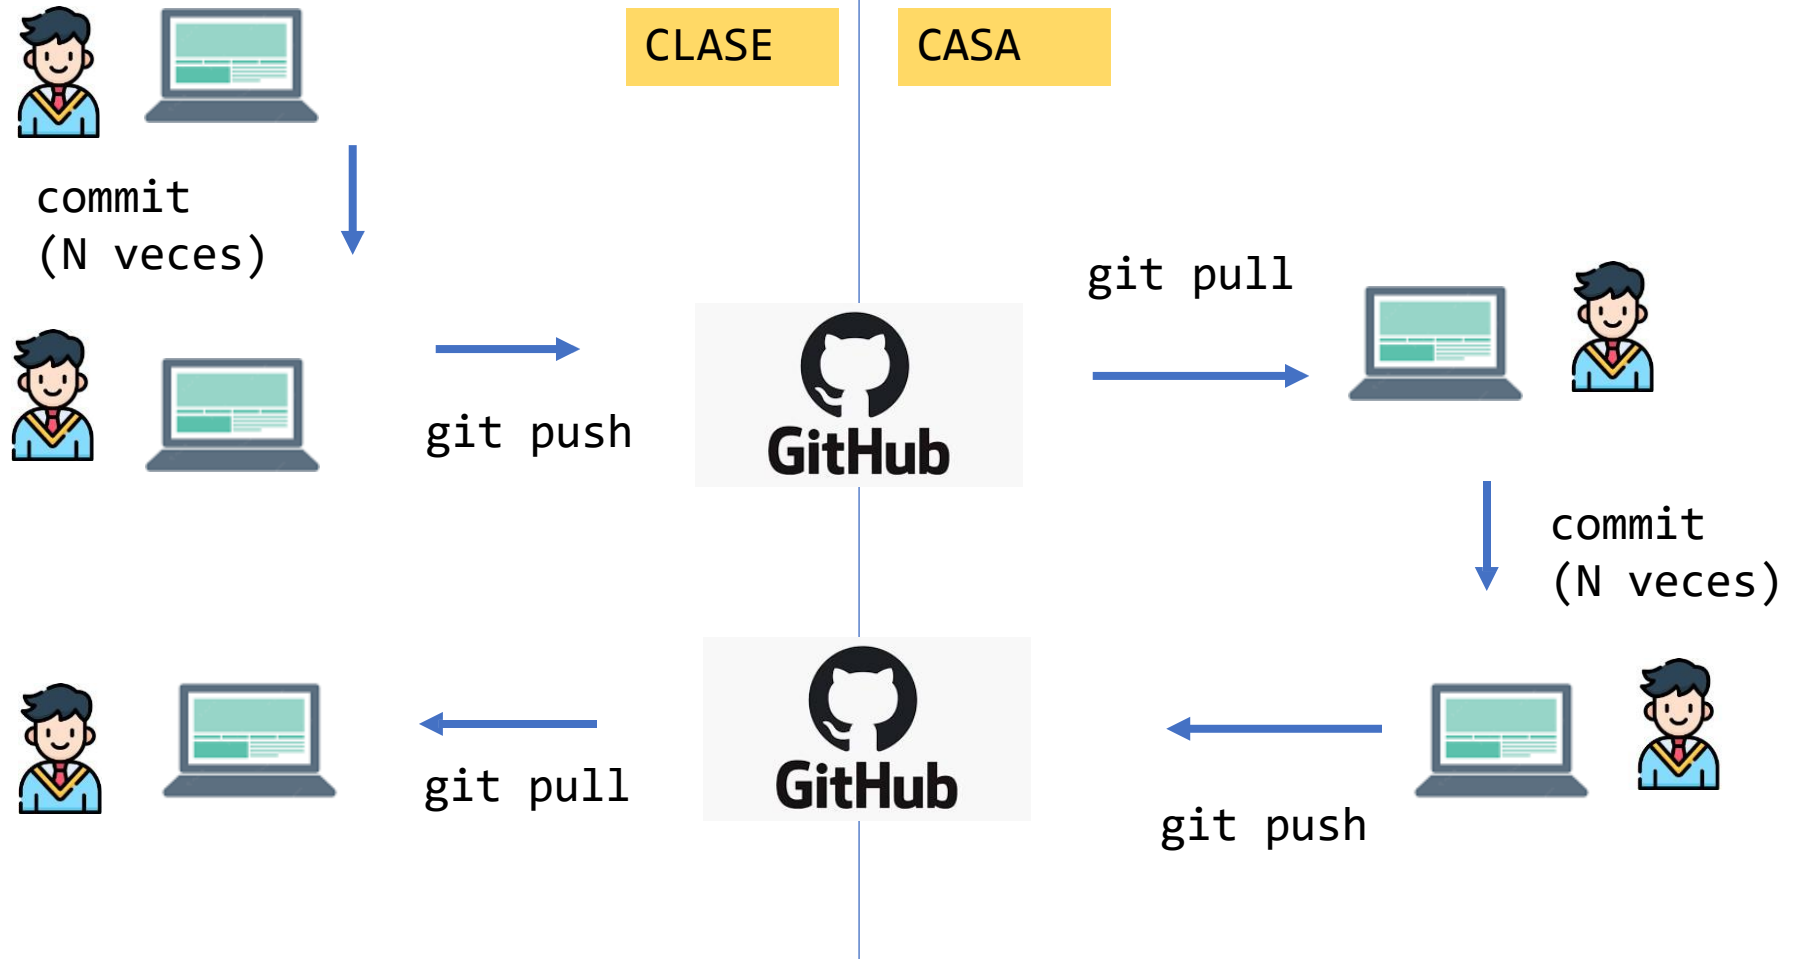 CLASE
CASA
commit
(N veces)
git push
GitHub
git pull
commit
(N veces)
git pull
GitHub
git push